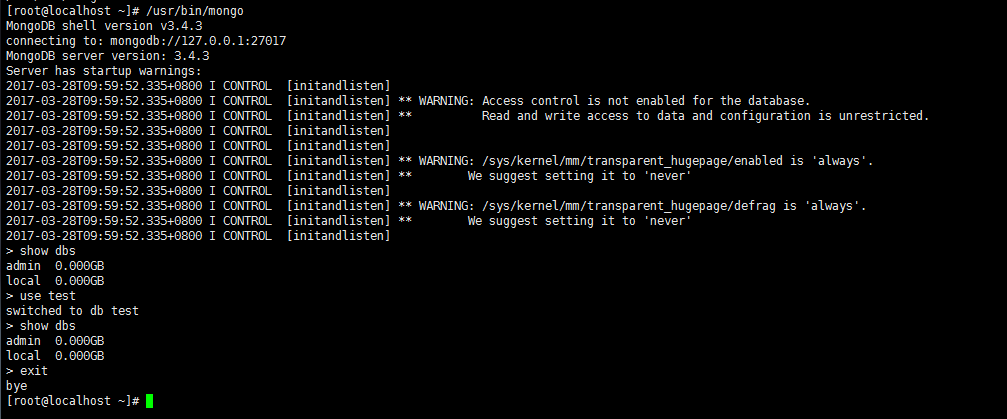 [root@localhost ~]# /usr/bin/mongo
MongoDB shell version v3.4.3
connecting to: mongodb://127.0.0.1:27017
MongoDB server version: 3.4.3
Server has startup warnings:
2017-03-28T09:59:52.335+0800 I CONTROL  [initandlisten]
2017-03-28T09:59:52.335+0800 I CONTROL  [initandlisten] ** WARNING: Access control is not enabled for the database.
2017-03-28T09:59:52.335+0800 I CONTROL  [initandlisten] **          Read and write access to data and configuration is unrestricted.
2017-03-28T09:59:52.335+0800 I CONTROL  [initandlisten]
2017-03-28T09:59:52.335+0800 I CONTROL  [initandlisten]
2017-03-28T09:59:52.335+0800 I CONTROL  [initandlisten] ** WARNING: /sys/kernel/mm/transparent_hugepage/enabled is 'always'.
2017-03-28T09:59:52.335+0800 I CONTROL  [initandlisten] **        We suggest setting it to 'never'
2017-03-28T09:59:52.335+0800 I CONTROL  [initandlisten]
2017-03-28T09:59:52.335+0800 I CONTROL  [initandlisten] ** WARNING: /sys/kernel/mm/transparent_hugepage/defrag is 'always'.
2017-03-28T09:59:52.335+0800 I CONTROL  [initandlisten] **        We suggest setting it to 'never'
2017-03-28T09:59:52.335+0800 I CONTROL  [initandlisten]
> show dbs
admin  0.000GB
local  0.000GB
> use test
switched to db test
> show dbs
admin  0.000GB
local  0.000GB
> exit
bye
[root@localhost ~]#